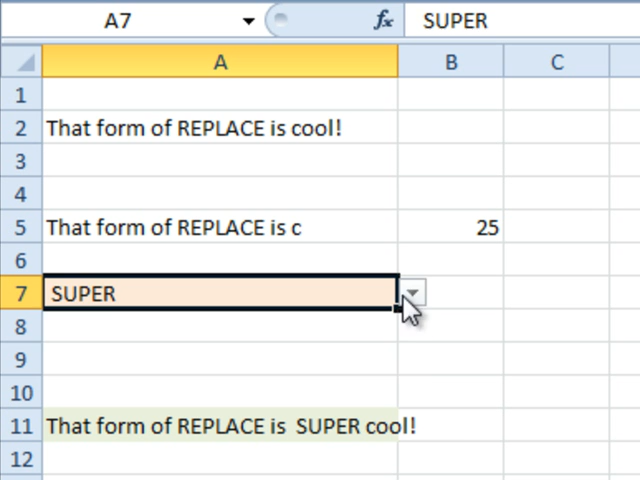 A7 fx SUPER
A B C
1
2 That form of REPLACE is cool!
3
4
5 That form of REPLACE is c 25
6
7 SUPER
8
9
10
11 That form of REPLACE is  SUPER cool!
12